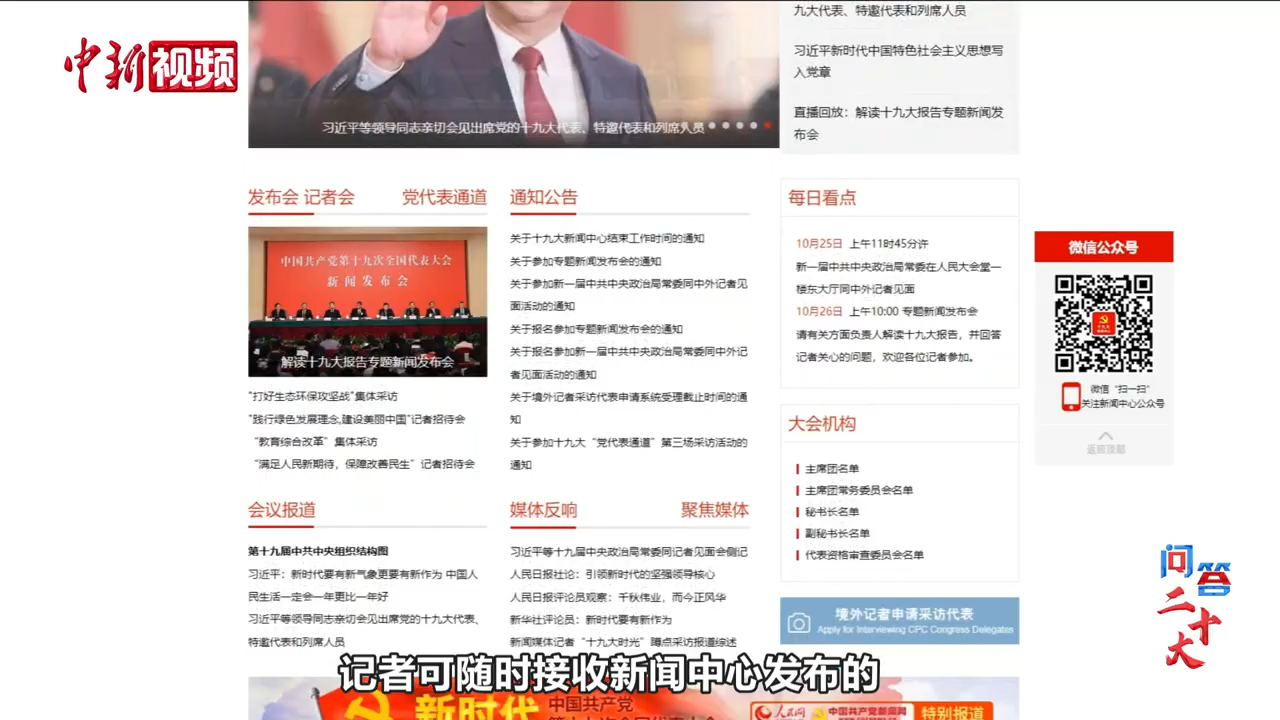 中新视频
习近平等领导同志亲切会见出席党的十九大代表、特邀代表和列席人员
九大代表、特邀代表和列席人员
习近平新时代中国特色社会主义思想写
入党章
直播回放：解读十九大报告专题新闻发
布会
发布会 记者会
党代表通道
中国共产党第十九次全国代表大会
新闻发布会
解读十九大报告专题新闻发布会
"打好生态环保攻坚战"集体采访
"践行绿色发展理念,建设美丽中国"记者招待会
“教育综合改革”集体采访
“满足人民新期待，保障改善民生”记者招待会
通知公告
关于十九大新闻中心结束工作时间的通知
关于参加专题新闻发布会的通知
关于参加新一届中共中央政治局常委同中外记者见
面活动的通知
关于报名参加专题新闻发布会的通知
关于报名参加新一届中共中央政治局常委同中外记
者见面活动的通知
关于境外记者采访代表申请系统受理截止时间的通
知
关于参加十九大“党代表通道”第三场采访活动的
通知
每日看点
10月25日 上午11时45分许
新一届中共中央政治局常委在人民大会堂一
楼东大厅同中外记者见面
10月26日 上午10:00 专题新闻发布会
请有关方面负责人解读十九大报告，并回答
记者关心的问题，欢迎各位记者参加。
微信公众号
微信“扫一扫”
关注新闻中心公众号
返回顶部
大会机构
主席团名单
主席团常务委员会名单
秘书长名单
副秘书长名单
代表资格审查委员会名单
会议报道
第十九届中共中央组织结构图
习近平：新时代要有新气象更要有新作为 中国人
民生活一定会一年更比一年好
习近平等领导同志亲切会见出席党的十九大代表、
特邀代表和列席人员
媒体反响
聚焦媒体
习近平等十九届中央政治局常委同记者见面会侧记
人民日报社论：引领新时代的坚强领导核心
人民日报评论员观察：千秋伟业，而今正风华
新华社评论员：新时代要有新作为
新闻媒体记者“十九大时光”蹲点采访报道综述
境外记者申请采访代表
Apply for Interviewing CPC Congress Delegates
问答
二十大
记者可随时接收新闻中心发布的
新时代
中国共产党
人民网
中国共产党新闻网
特别报道